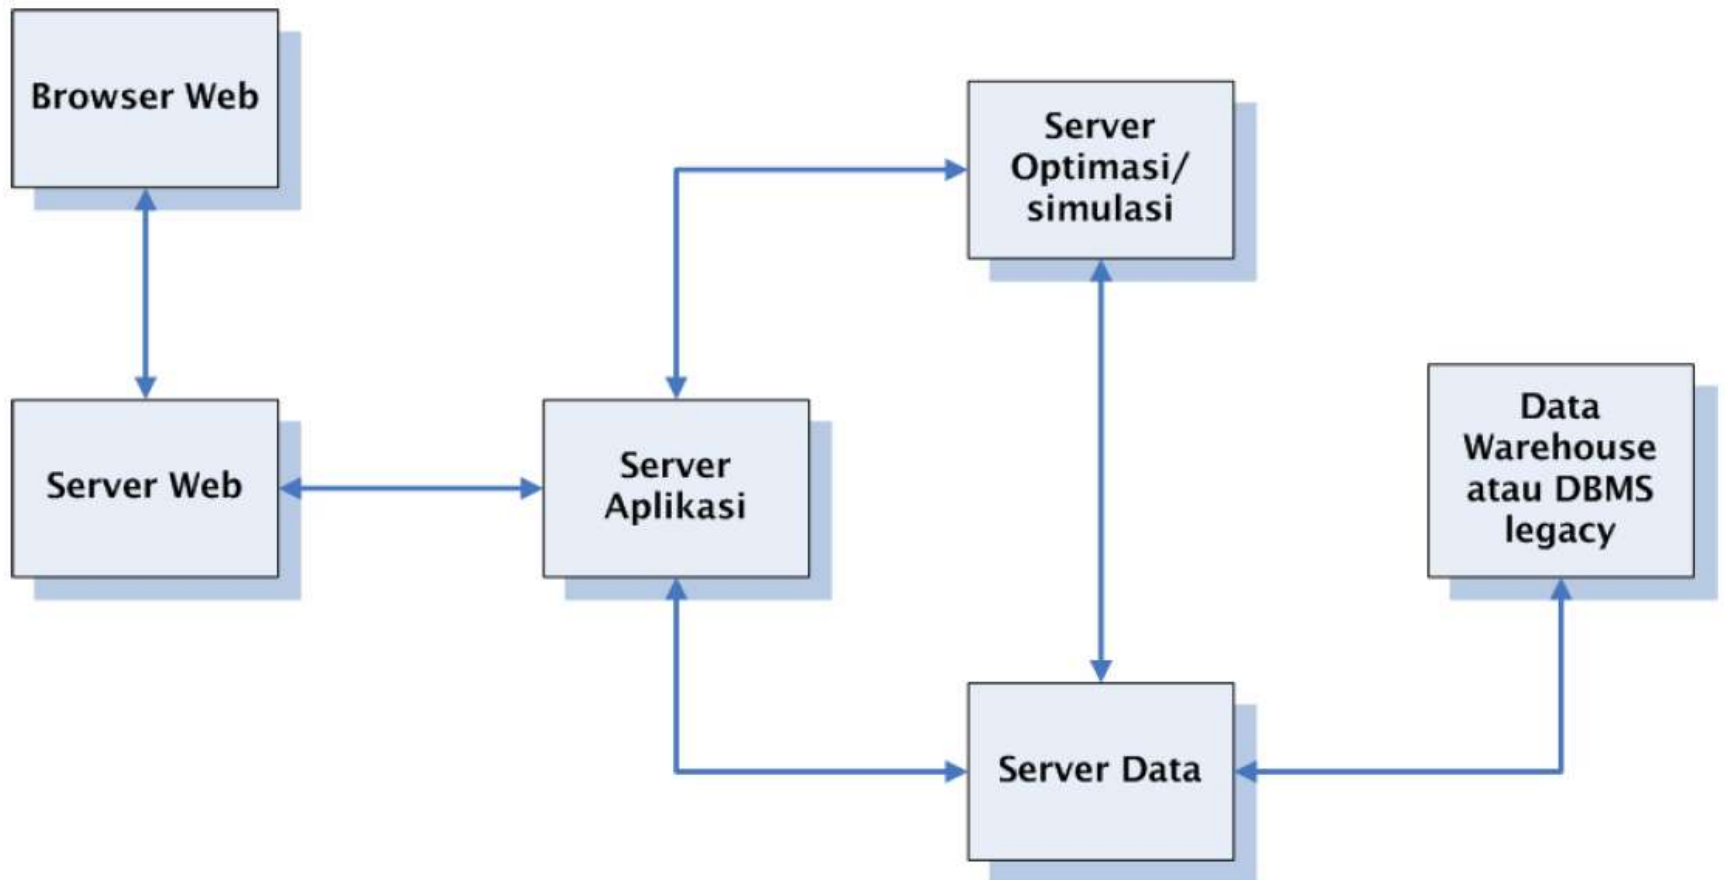 Browser Web
Server
Optimasi/
simulasi
Server Web
Server
Aplikasi
Data
Warehouse
atau DBMS
legacy
Server Data